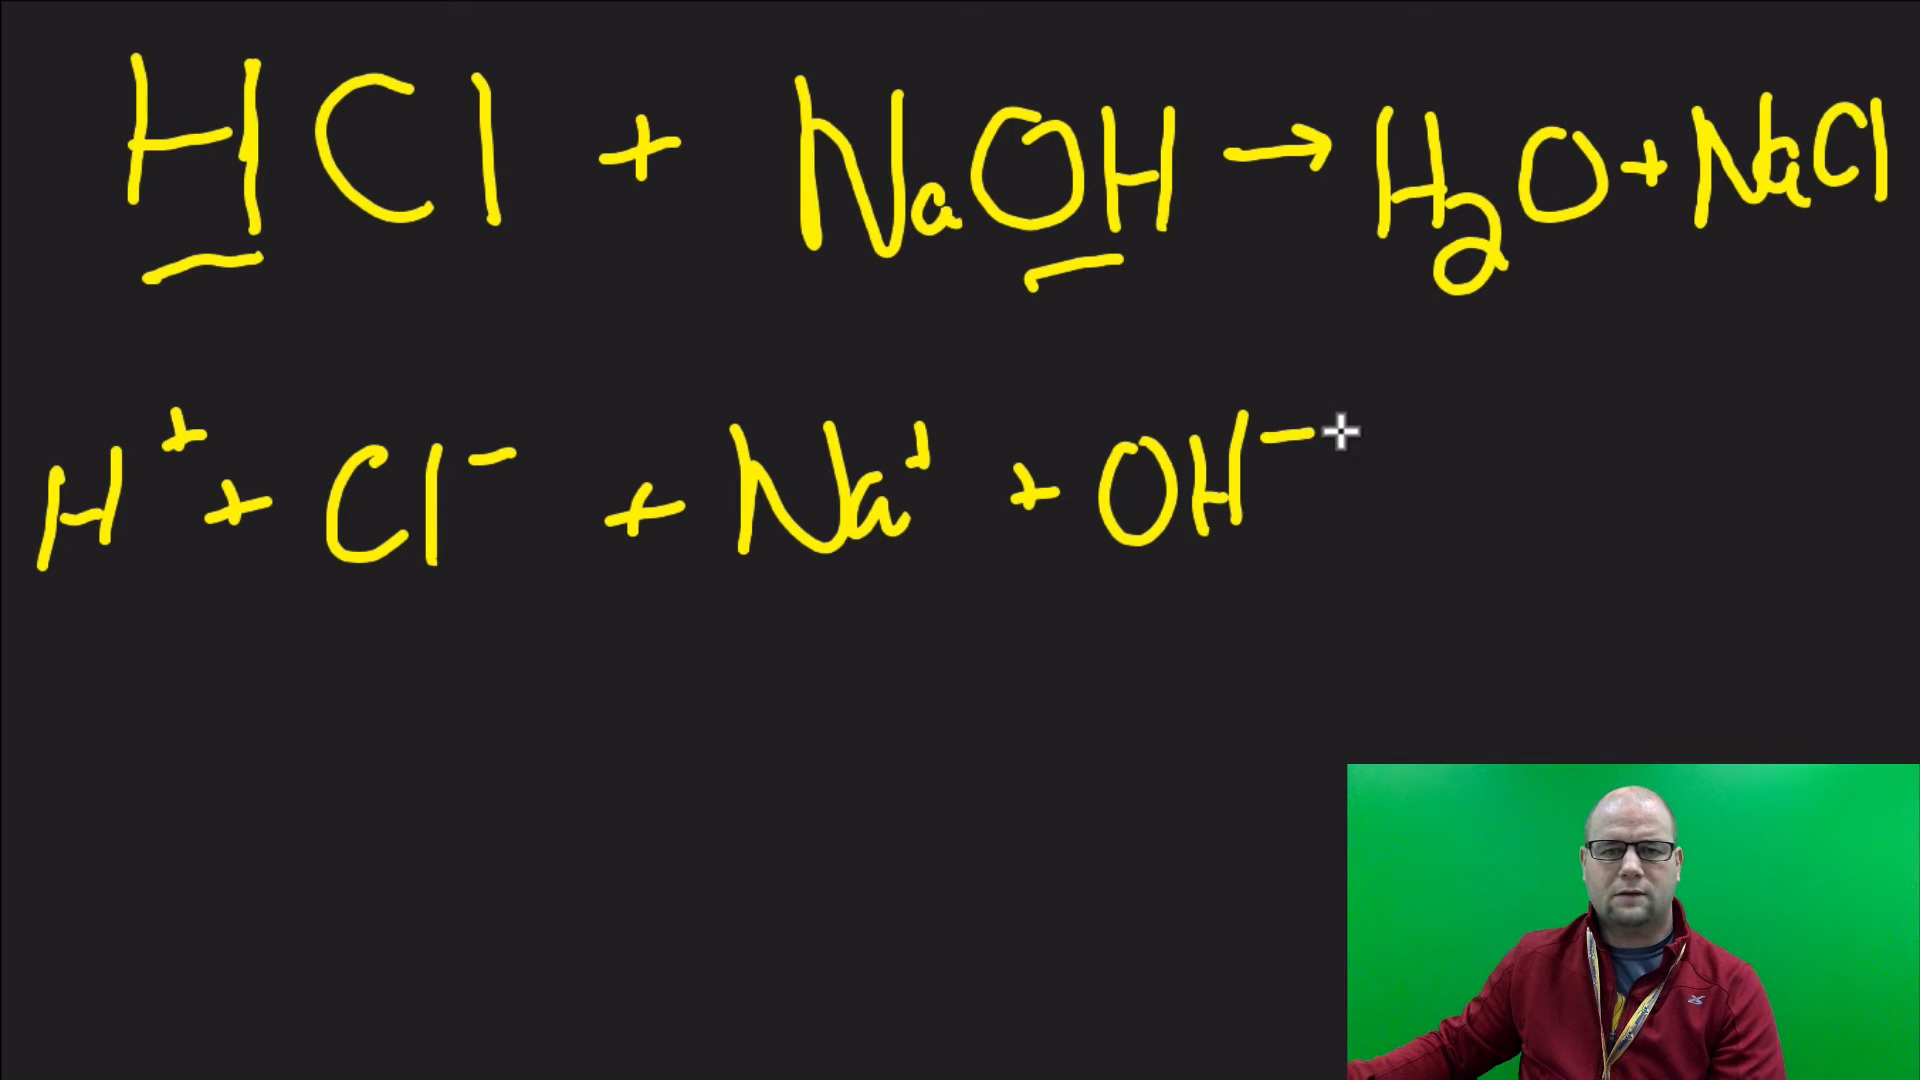 HCl + NaOH → H₂O + NaCl
H⁺ + Cl⁻ + Na⁺ + OH⁻